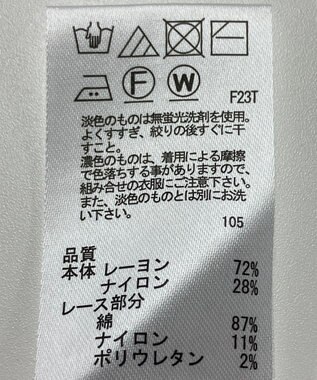 F W F23T
淡色のものは無蛍光洗剤を使用。
よくすすぎ、絞りの後すぐに干
すこと。
濃色のものは、着用による摩擦
で色落ちする事がありますので、
組み合せの衣服にご注意下さい。
また、淡色のものとは別にお洗
い下さい。
105
品質
本体 レーヨン 72%
ナイロン 28%
レース部分
綿 87%
ナイロン 11%
ポリウレタン 2%